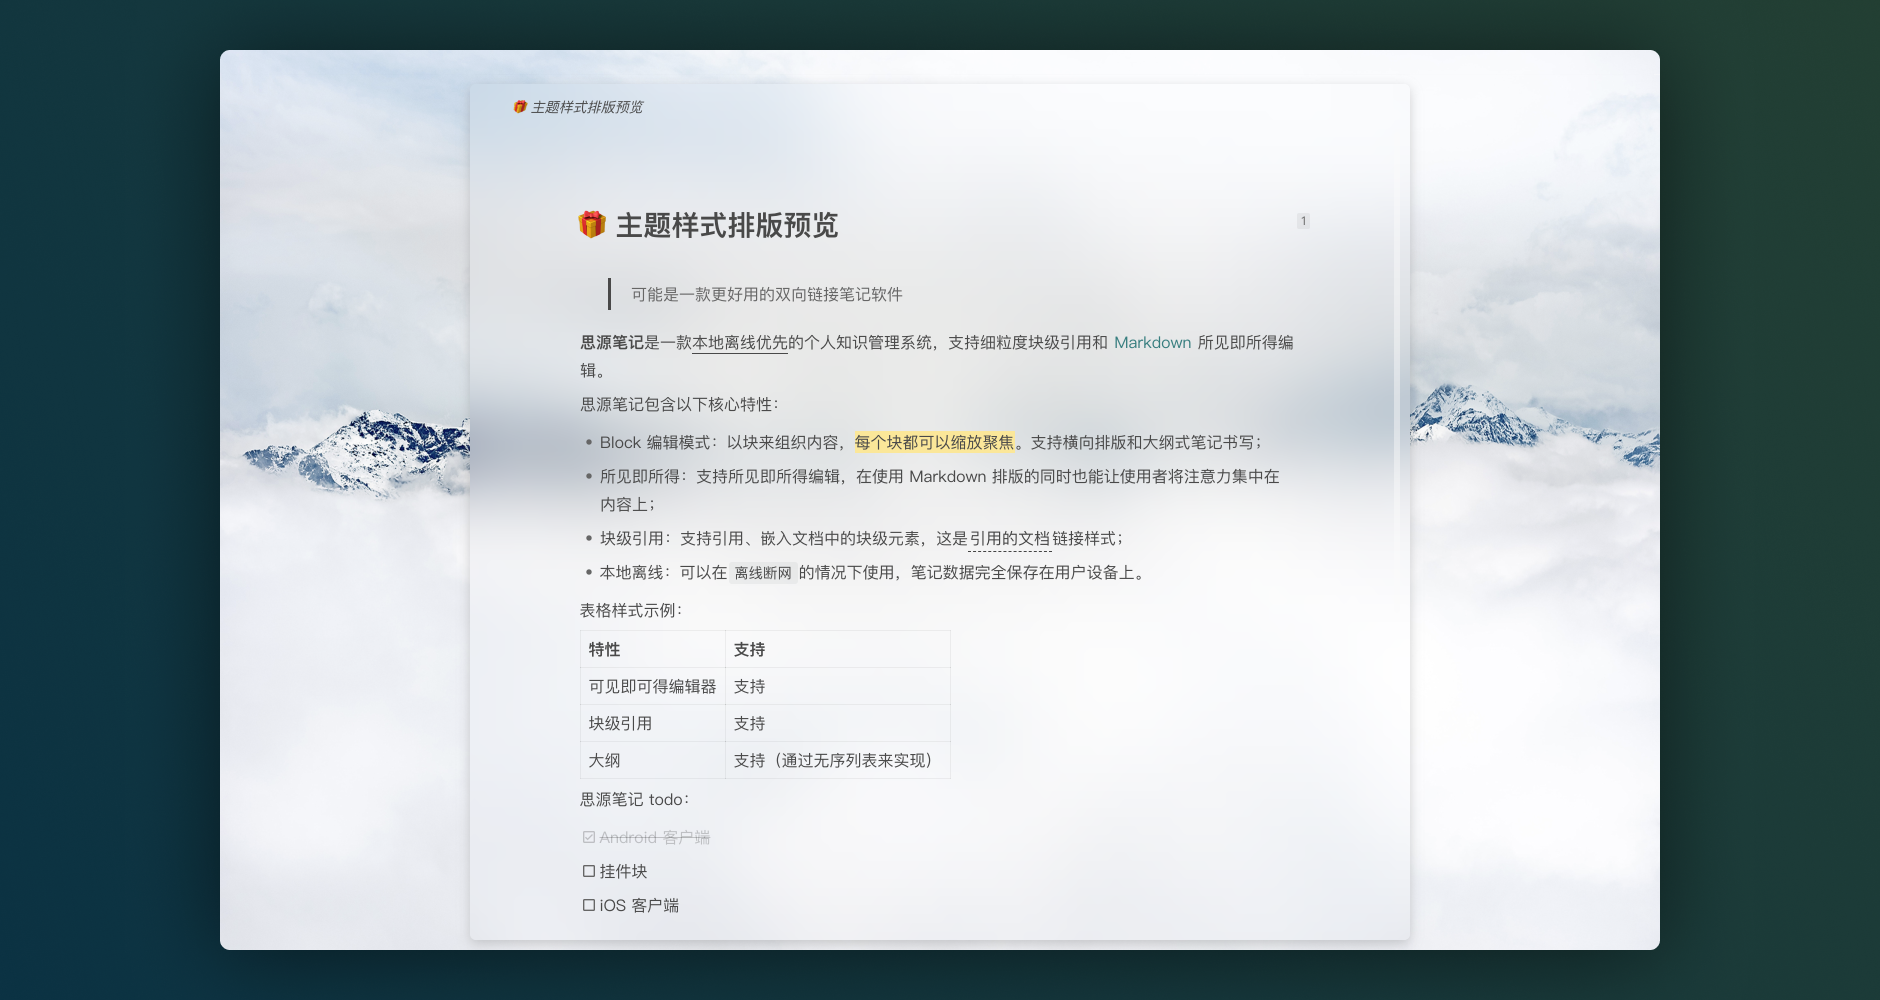 主题样式排版预览
主题样式排版预览
1
可能是一款更好用的双向链接笔记软件
思源笔记是一款本地离线优先的个人知识管理系统，支持细粒度块级引用和 Markdown 所见即所得编
辑。
思源笔记包含以下核心特性：
• Block 编辑模式：以块来组织内容，每个块都可以缩放聚焦。支持横向排版和大纲式笔记书写；
• 所见即所得：支持所见即所得编辑，在使用 Markdown 排版的同时也能让使用者将注意力集中在
内容上；
• 块级引用：支持引用、嵌入文档中的块级元素，这是引用的文档链接样式；
• 本地离线：可以在 离线断网 的情况下使用，笔记数据完全保存在用户设备上。
表格样式示例：
特性 支持
可见即可得编辑器 支持
块级引用 支持
大纲 支持（通过无序列表来实现）
思源笔记 todo：
Android 客户端
挂件块
iOS 客户端